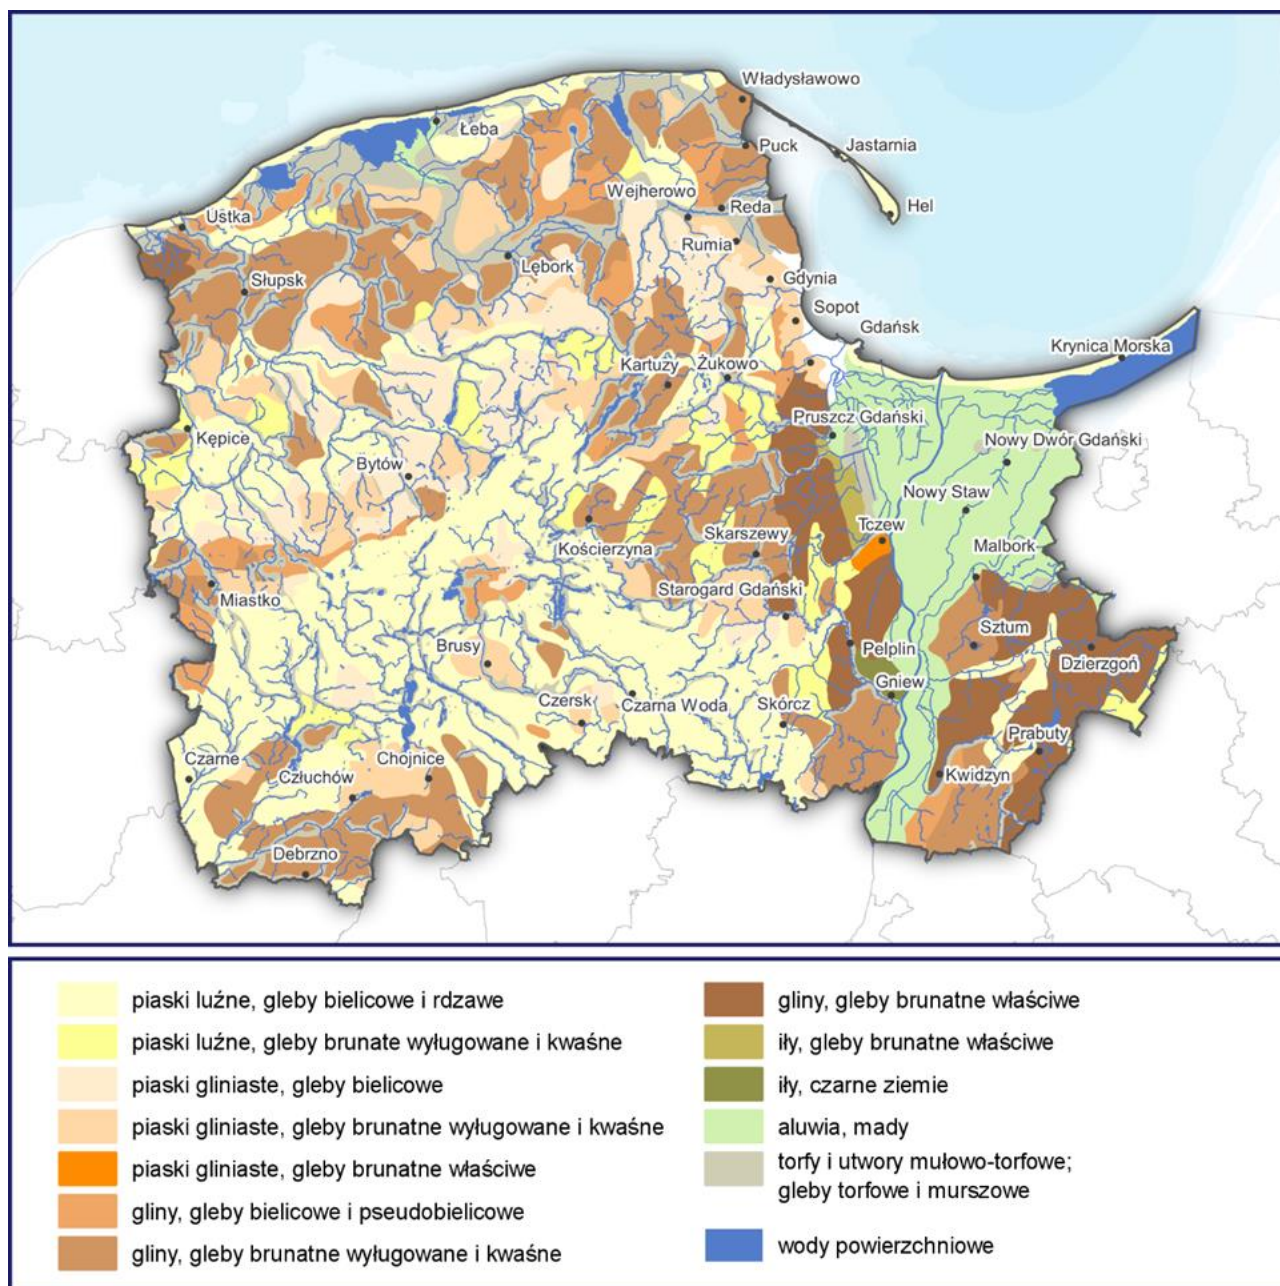 Władysławowo
Łeba
Puck
Jastarnia
Wejherowo
Hel
Reda
Ustka
Rumia
Lębork
Gdynia
Słupsk
Sopot
Gdańsk
Krynica Morska
Kartuzy
Żukowo
Pruszcz Gdański
Kępice
Nowy Dwór Gdański
Bytów
Nowy Staw
Tczew
Skarszewy
Kościerzyna
Malbork
Starogard Gdański
Miastko
Sztum
Brusy
Pelplin
Dzierzgoń
Gniew
Czersk
Czarna Woda
Skórcz
Prabuty
Czarne
Chojnice
Człuchów
Kwidzyn
Debrzno
piaski luźne, gleby bielicowe i rdzawe
piaski luźne, gleby brunate wyługowane i kwaśne
piaski gliniaste, gleby bielicowe
piaski gliniaste, gleby brunatne wyługowane i kwaśne
piaski gliniaste, gleby brunatne właściwe
gliny, gleby bielicowe i pseudobielicowe
gliny, gleby brunatne wyługowane i kwaśne
gliny, gleby brunatne właściwe
iły, gleby brunatne właściwe
iły, czarne ziemie
aluwia, mady
torfy i utwory mułowo-torfowe;
gleby torfowe i murszowe
wody powierzchniowe